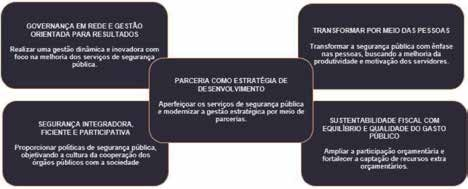 GOVERNANÇA EM REDE E GESTÃO
ORIENTADA PARA RESULTADOS
Realizar uma gestão dinâmica e inovadora com
foco na melhoria dos serviços de segurança
pública.
TRANSFORMAR POR MEIO DAS PESSOAS
Transformar a segurança pública com ênfase
nas pessoas, buscando a melhoria da
produtividade e motivação dos servidores.
PARCERIA COMO ESTRATÉGIA DE
DESENVOLVIMENTO
Aperfeiçoar os serviços de segurança pública
e modernizar a gestão estratégica por meio de
parcerias.
SEGURANÇA INTEGRADORA,
FICIENTE E PARTICIPATIVA
Proporcionar políticas de segurança pública,
objetivando a cultura da cooperação dos
órgãos públicos com a sociedade
SUSTENTABILIDADE FISCAL COM
EQUILÍBRIO E QUALIDADE DO GASTO
PÚBLICO
Ampliar a participação orçamentária e
fortalecer a captação de recursos extra
orçamentários.